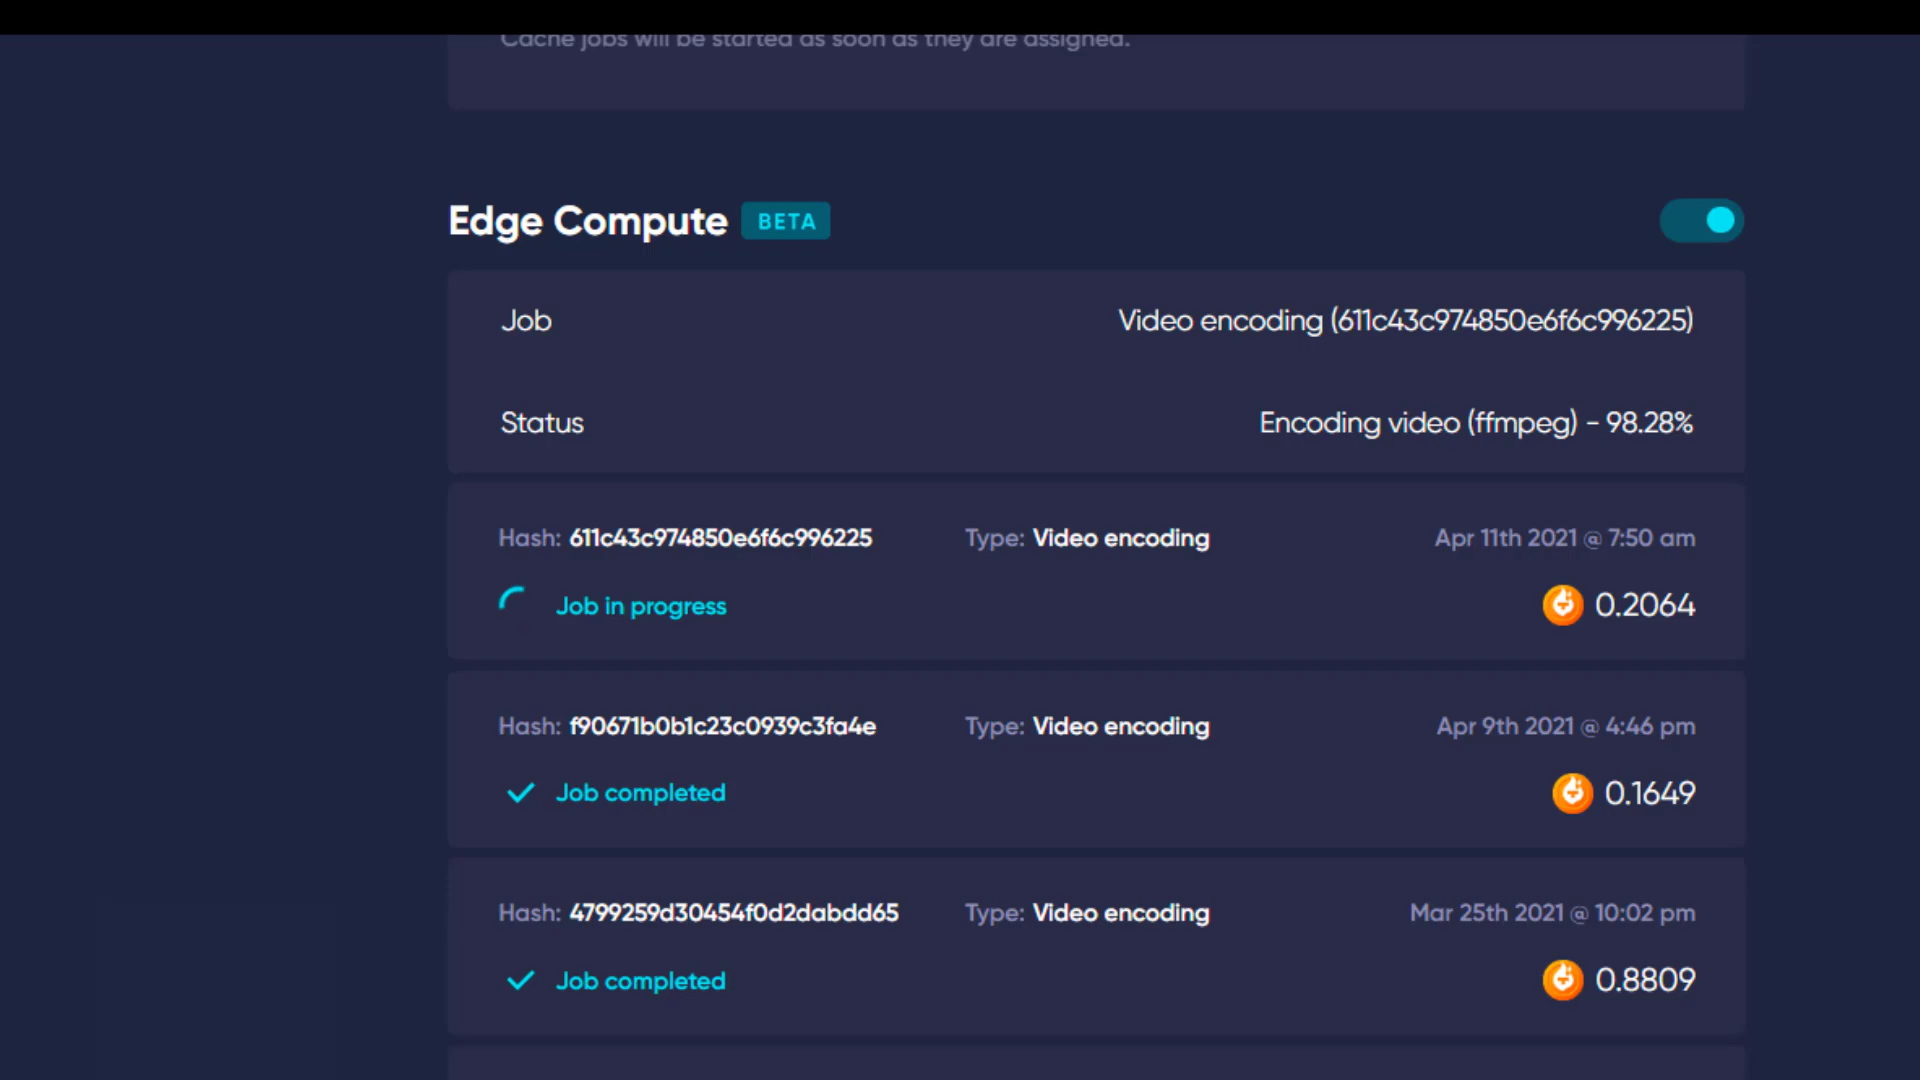 Cache jobs will be started as soon as they are assigned.
Edge Compute BETA
Job Video encoding (611c43c974850e6f6c996225)
Status Encoding video (ffmpeg) - 98.28%
Hash: 611c43c974850e6f6c996225 Type: Video encoding Apr 11th 2021 @ 7:50 am
Job in progress 0.2064
Hash: f90671b0b1c23c0939c3fa4e Type: Video encoding Apr 9th 2021 @ 4:46 pm
Job completed 0.1649
Hash: 4799259d30454f0d2dabdd65 Type: Video encoding Mar 25th 2021 @ 10:02 pm
Job completed 0.8809